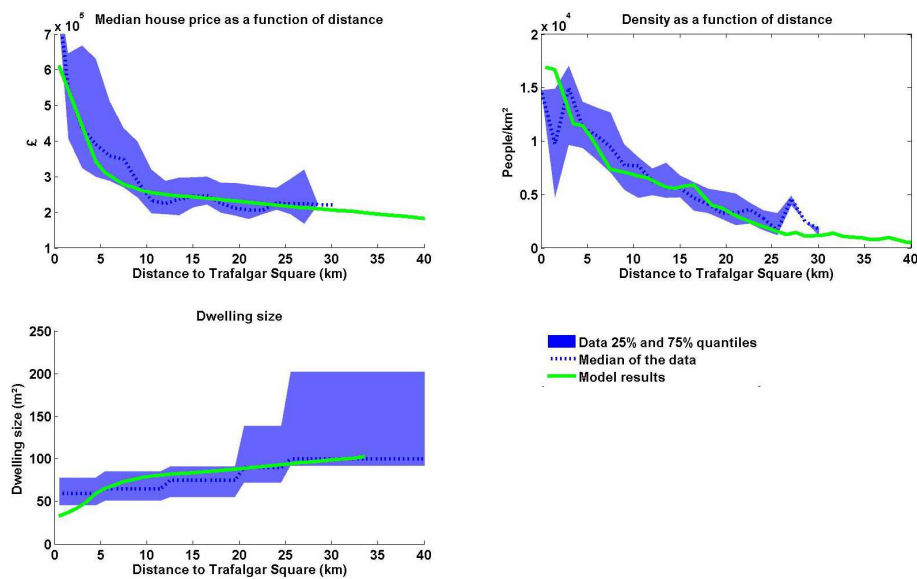 Median house price as a function of distance
x 10⁵
7
6
5
4
3
2
1
£
0 5 10 15 20 25 30 35 40
Distance to Trafalgar Square (km)
Density as a function of distance
x 10⁴
2
1.5
1
0.5
0
People/km²
0 5 10 15 20 25 30 35 40
Distance to Trafalgar Square (km)
Dwelling size
250
200
150
100
50
0
Dwelling size (m²)
0 5 10 15 20 25 30 35 40
Distance to Trafalgar Square (km)
Data 25% and 75% quantiles
Median of the data
Model results